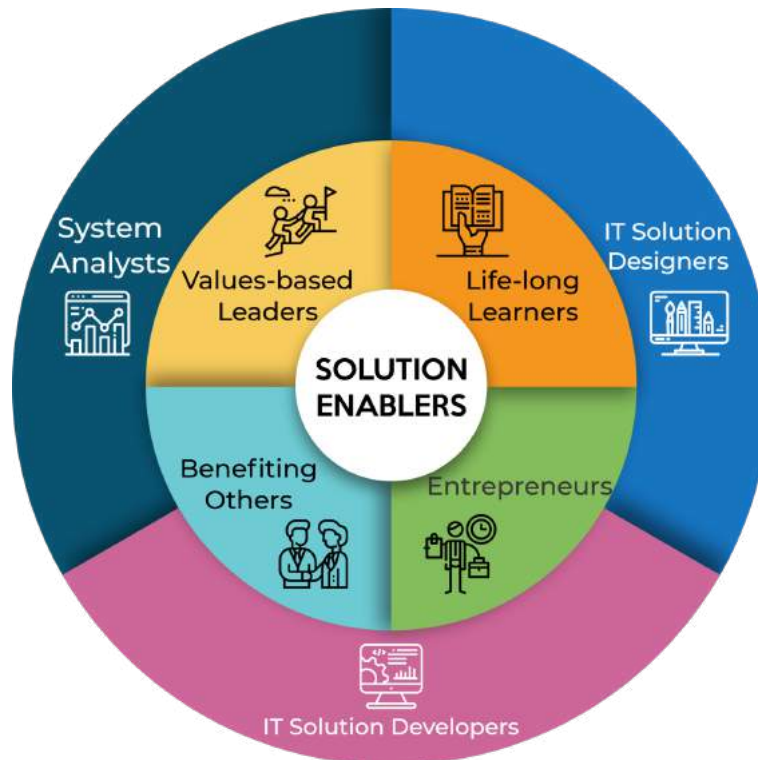 System
Analysts
IT Solution
Designers
Values-based
Leaders
Life-long
Learners
SOLUTION
ENABLERS
Benefiting
Others
Entrepreneurs
IT Solution Developers